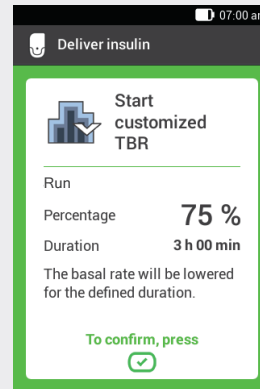 07:00 am
Deliver insulin
Start
customized
TBR
Run
Percentage 75 %
Duration 3 h 00 min
The basal rate will be lowered
for the defined duration.
To confirm, press